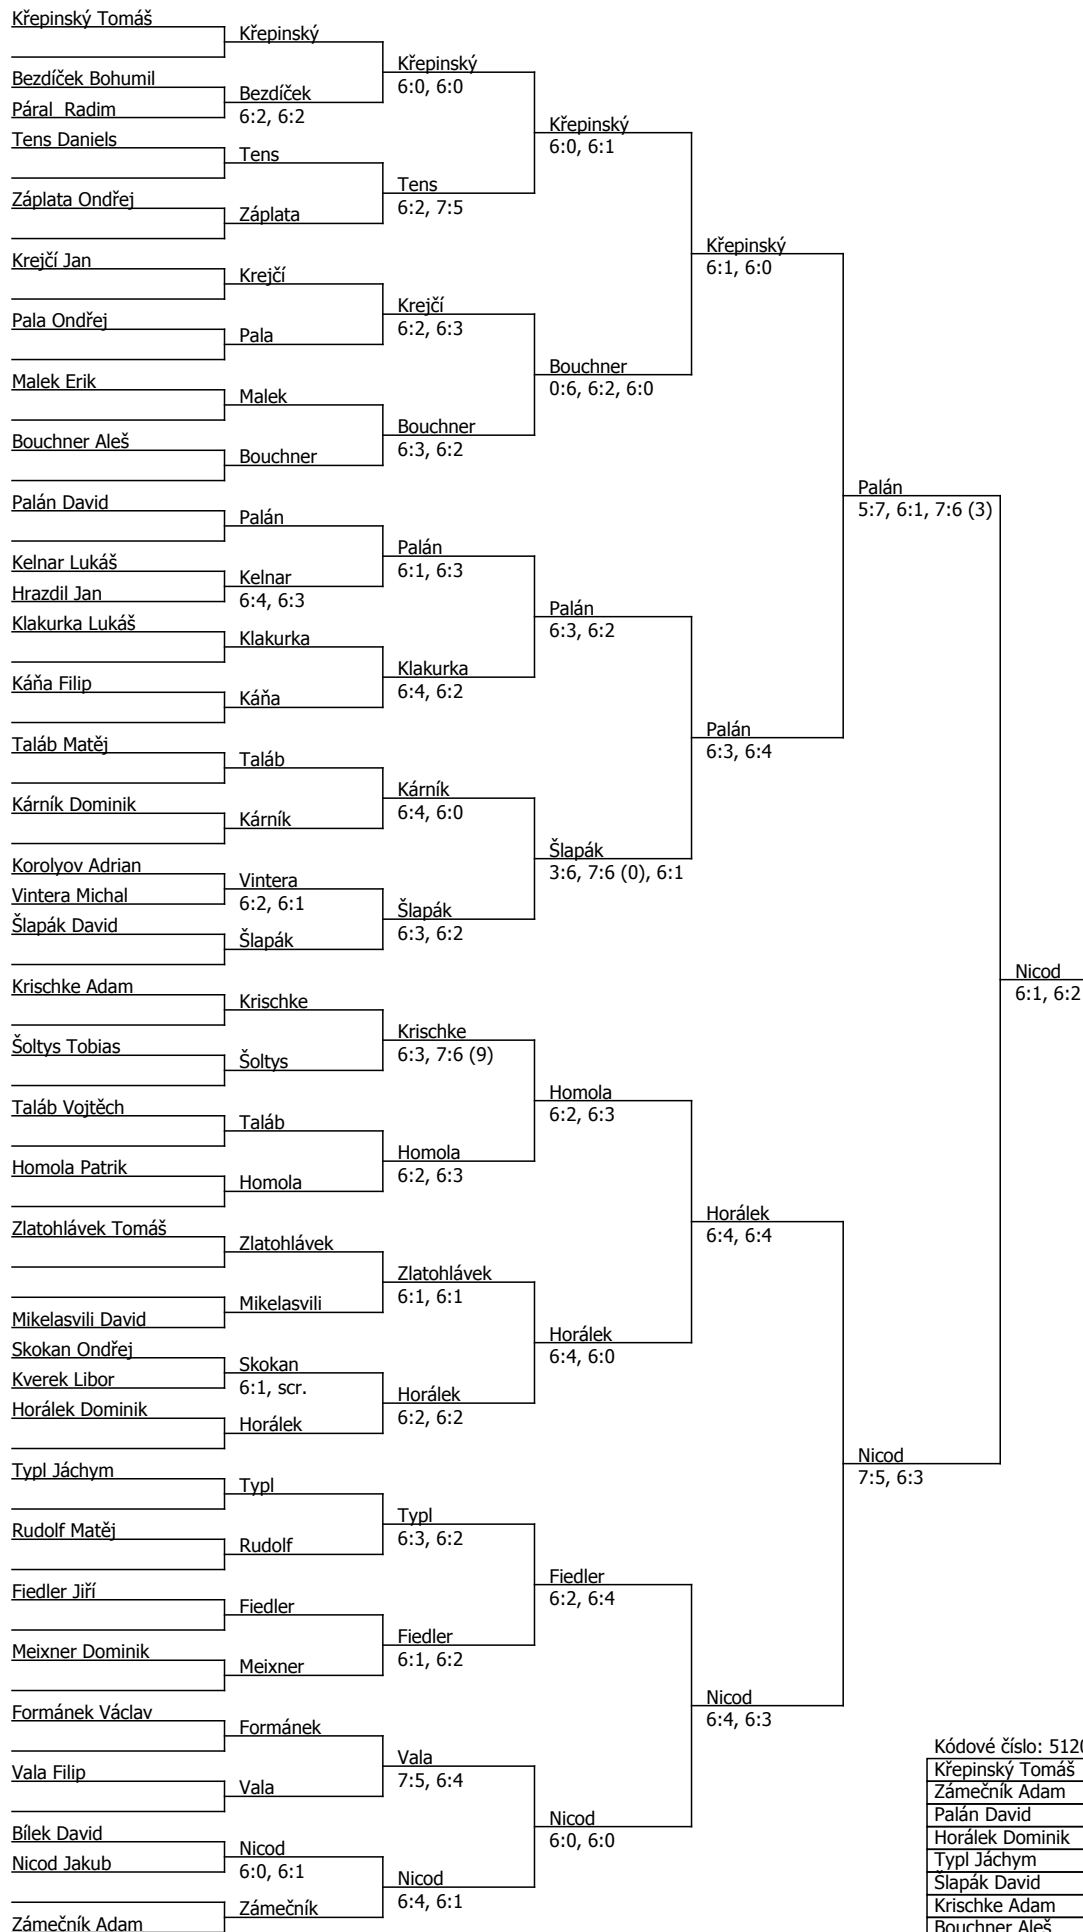 Křepinský Tomáš
Bezdíček Bohumil
Páral  Radim
Tens Daniels
Záplata Ondřej
Krejčí Jan
Pala Ondřej
Malek Erik
Bouchner Aleš
Palán David
Kelnar Lukáš
Hrazdil Jan
Klakurka Lukáš
Káňa Filip
Taláb Matěj
Kárník Dominik
Korolyov Adrian
Vintera Michal
Šlapák David
Krischke Adam
Šoltys Tobias
Taláb Vojtěch
Homola Patrik
Zlatohlávek Tomáš
Mikelasvili David
Skokan Ondřej
Kverek Libor
Horálek Dominik
Typl Jáchym
Rudolf Matěj
Fiedler Jiří
Meixner Dominik
Formánek Václav
Vala Filip
Bílek David
Nicod Jakub
Zámečník Adam
Křepinský
Bezdíček
6:2, 6:2
Tens
Záplata
Krejčí
Pala
Malek
Bouchner
Palán
Kelnar
6:4, 6:3
Klakurka
Káňa
Taláb
Kárník
Vintera
6:2, 6:1
Šlapák
Krischke
Šoltys
Taláb
Homola
Zlatohlávek
Mikelasvili
Skokan
6:1, scr.
Horálek
Typl
Rudolf
Fiedler
Meixner
Formánek
Vala
Nicod
6:0, 6:1
Zámečník
Křepinský
6:0, 6:0
Tens
6:2, 7:5
Krejčí
6:2, 6:3
Bouchner
6:3, 6:2
Palán
6:1, 6:3
Klakurka
6:4, 6:2
Kárník
6:4, 6:0
Šlapák
6:3, 6:2
Krischke
6:3, 7:6 (9)
Homola
6:2, 6:3
Zlatohlávek
6:1, 6:1
Horálek
6:2, 6:2
Typl
6:3, 6:2
Fiedler
6:1, 6:2
Vala
7:5, 6:4
Nicod
6:4, 6:1
Křepinský
6:0, 6:1
Bouchner
0:6, 6:2, 6:0
Palán
6:3, 6:2
Šlapák
3:6, 7:6 (0), 6:1
Homola
6:2, 6:3
Horálek
6:4, 6:0
Fiedler
6:2, 6:4
Nicod
6:0, 6:0
Křepinský
6:1, 6:0
Palán
6:3, 6:4
Horálek
6:4, 6:4
Nicod
6:4, 6:3
Palán
5:7, 6:1, 7:6 (3)
Nicod
7:5, 6:3
Nicod
6:1, 6:2
Kódové číslo: 5120
Křepinský Tomáš
Zámečník Adam
Palán David
Horálek Dominik
Typl Jáchym
Šlapák David
Krischke Adam
Bouchner Aleš